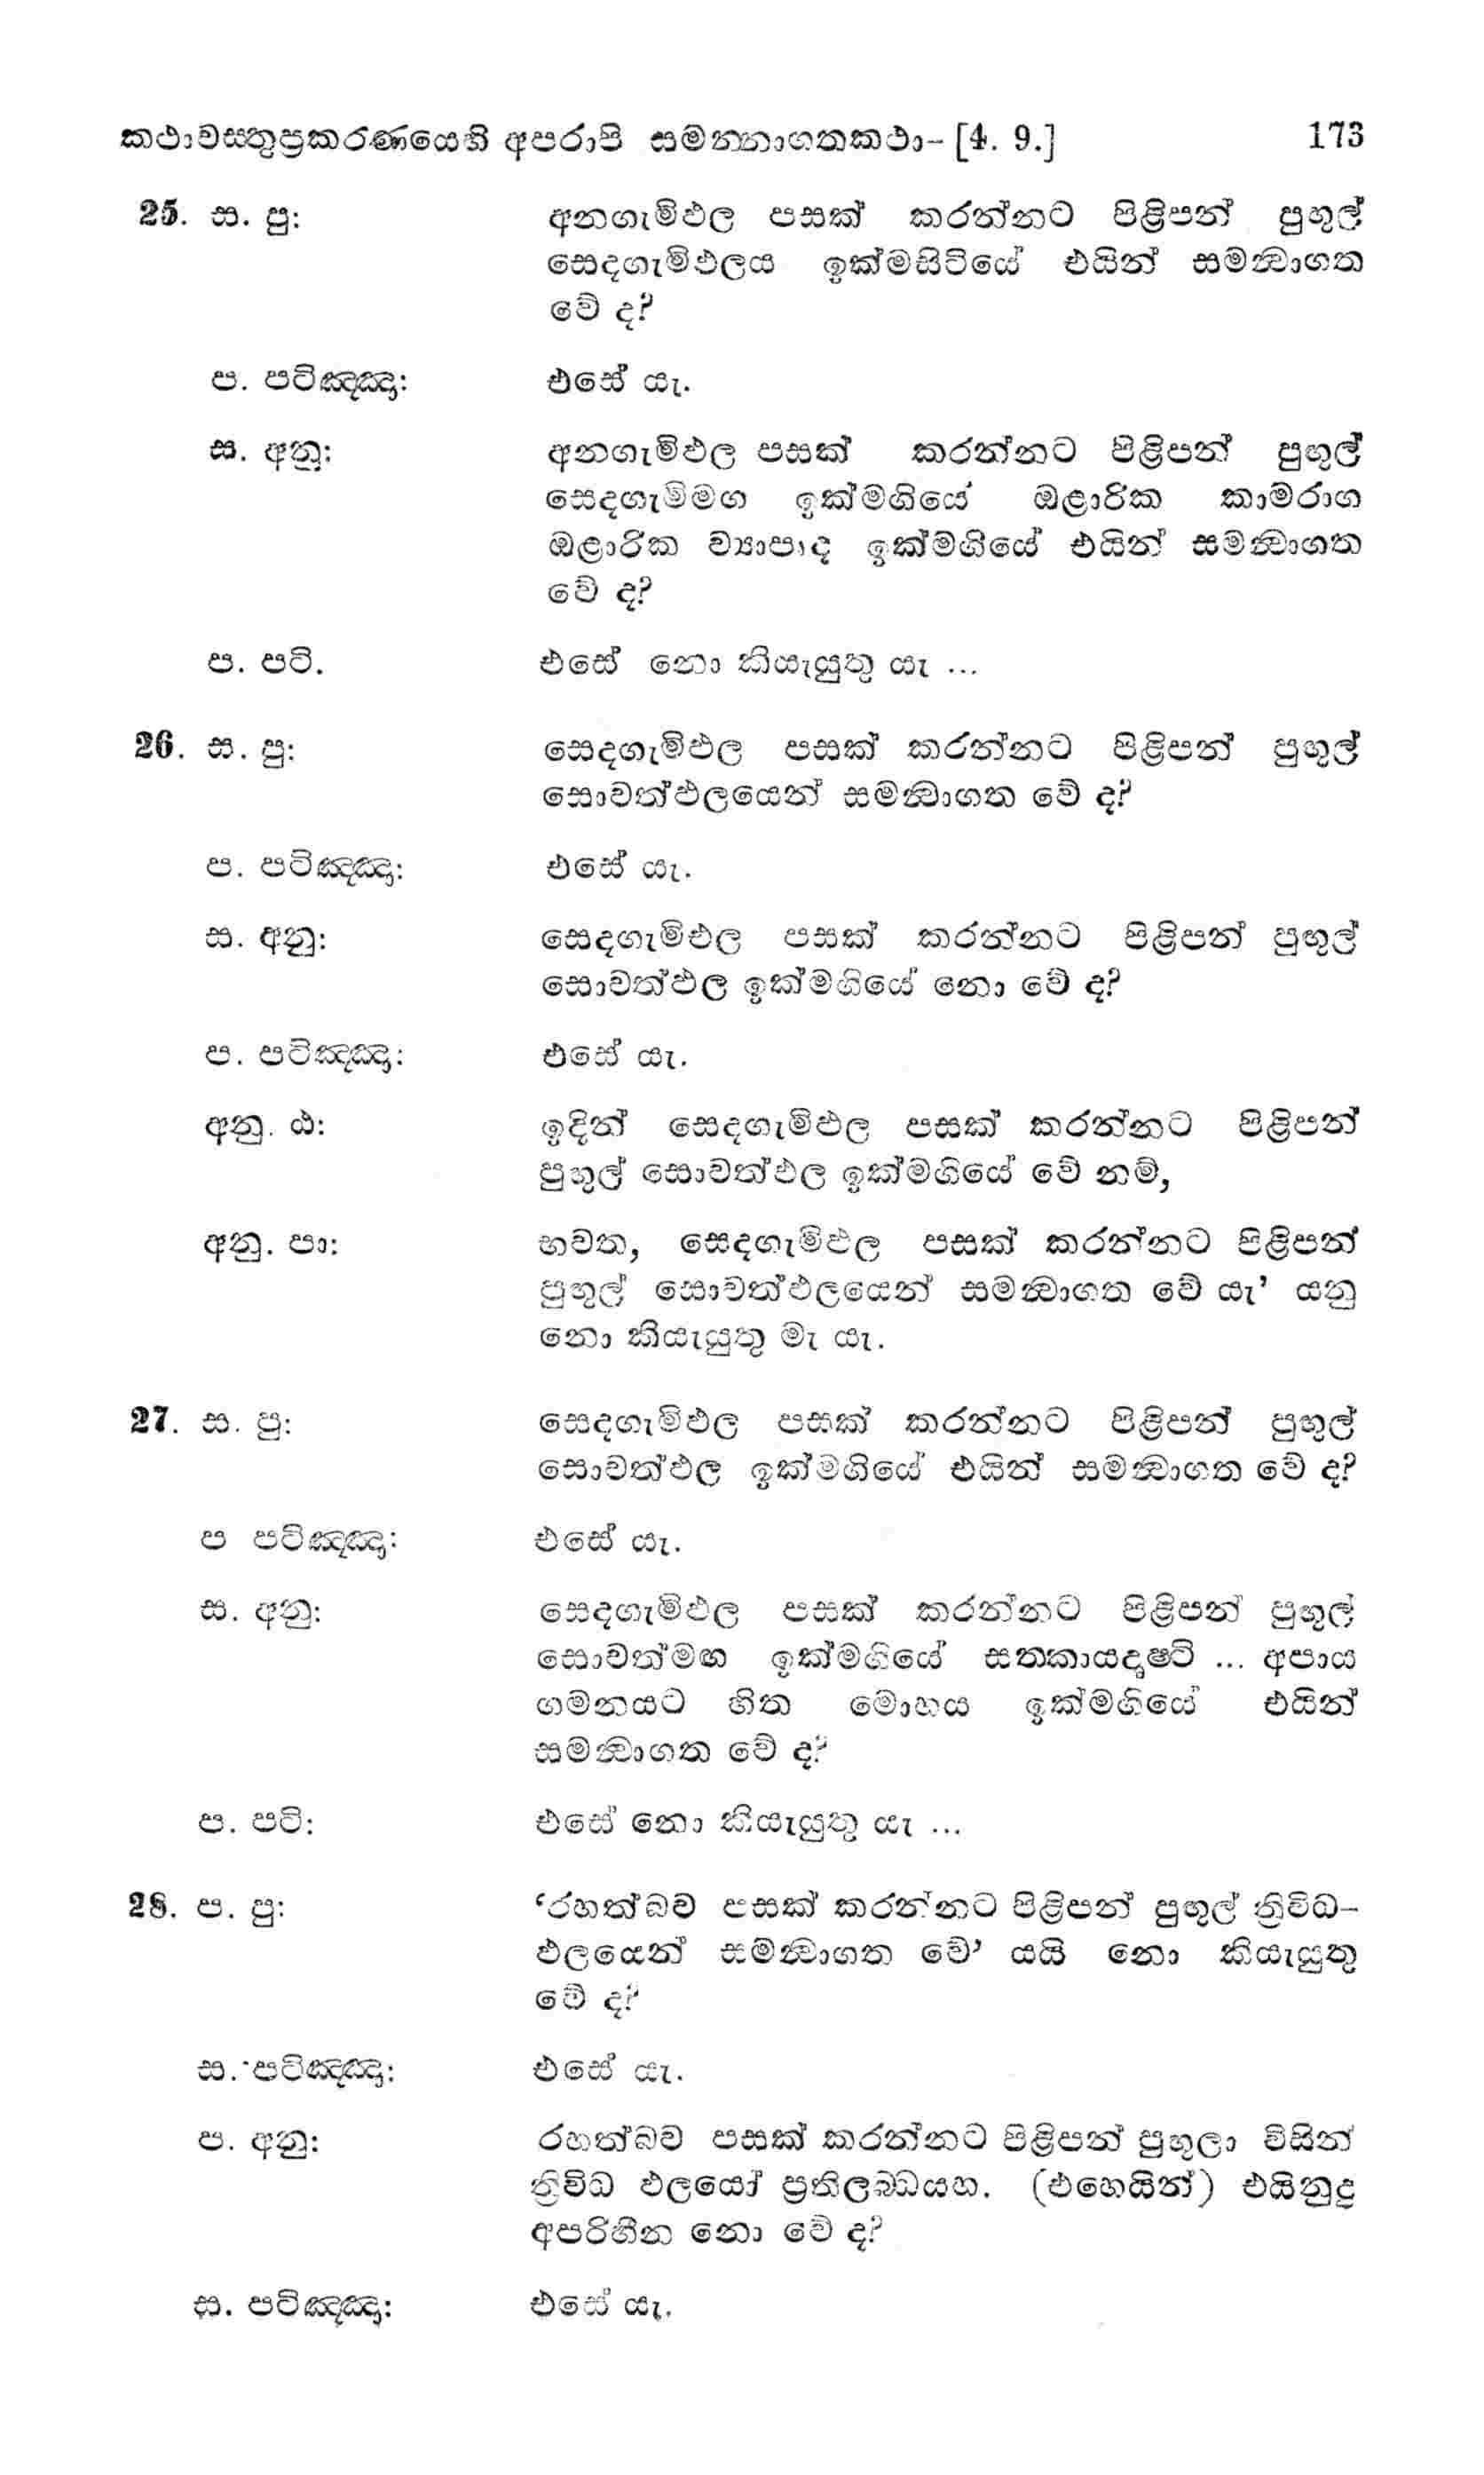 කථාවස්තුප්‍රකරණයෙහි අපරාපි සමන්නාගතකථා- [4. 9.] 173
25. ස. පු: අනගැමිඵල පසක් කරන්නට පිළිපන් පුහුල්
සෙදගැමිඵලය ඉක්මසිටියේ එයින් සමන්‍වාගත
වේ ද?
ප. පටිඤ්ඤා: එසේ යැ.
ස. අනු: අනගැමිඵල පසක් කරන්නට පිළිපන් පුඟුල්
සෙදගැමිමග ඉක්මගියේ ඔළාරික කාමරාග
ඔළාරික ව්‍යාපාද ඉක්මගියේ එයින් සමන්‍වාගත
වේ ද?
ප. පටි. එසේ නො කියැයුතු යැ ...
26. ස. පු: සෙදගැමිඵල පසක් කරන්නට පිළිපන් පුඟුල්
සොවත්ඵලයෙන් සමන්‍වාගත වේ ද?
ප. පටිඤ්ඤා: එසේ යැ.
ස. අනු: සෙදගැමිඵල පසක් කරන්නට පිළිපන් පුඟුල්
සොවත්ඵල ඉක්මගියේ නො වේ ද?
ප. පටිඤ්ඤා: එසේ යැ.
අනු. ඨ: ඉදින් සෙදගැමිඵල පසක් කරන්නට පිළිපන්
පුහුල් සොවත්ඵල ඉක්මගියේ වේ නම්,
අනු. පා: භවත, සෙදගැමිඵල පසක් කරන්නට පිළිපන්
පුහුල් සොවත්ඵලයෙන් සමන්‍වාගත වේ යැ’ යනු
නො කියැයුතු මැ යැ.
27. ස. පු: සෙදගැමිඵල පසක් කරන්නට පිළිපන් පුඟුල්
සොවත්ඵල ඉක්මගියේ එයින් සමන්‍වාගත වේ ද?
ප පටිඤ්ඤා: එසේ යැ.
ස. අනු: සෙදගැමිඵල පසක් කරන්නට පිළිපන් පුඟුල්
සොවත්මඟ ඉක්මගියේ සත්කායදෘෂ්ටි ... අපාය
ගමනයට හිත මොහය ඉක්මගියේ එයින්
සමන්‍වාගත වේ ද?
ප. පටි: එසේ නො කියැයුතු යැ ...
28. ප. පු: ‘රහත්බව පසක් කරන්නට පිළිපන් පුඟුල් ත්‍රිවිධ-
ඵලයෙන් සමන්‍වාගත වේ’ යයි නො කියැයුතු
වේ ද?
ස. පටිඤ්ඤා: එසේ යැ.
ප. අනු: රහත්බව පසක් කරන්නට පිළිපන් පුහුලා විසින්
ත්‍රිවිධ ඵලයෝ ප්‍රතිලබ්ධයහ. (එහෙයින්) එයිනුදු
අපරිහීන නො වේ ද?
ස. පටිඤ්ඤා: එසේ යැ.